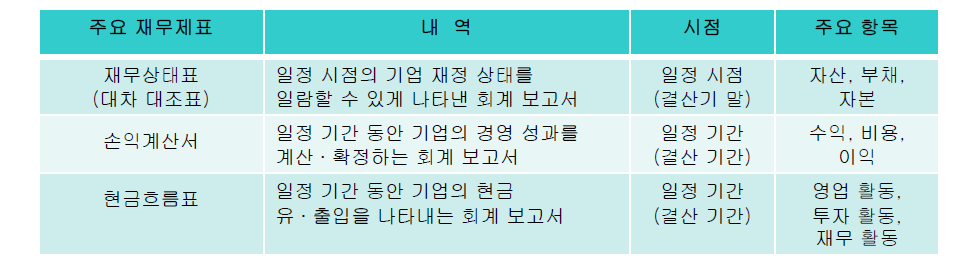 주요 재무제표 내 역 시점 주요 항목
재무상태표
(대차 대조표)
일정 시점의 기업 재정 상태를
일람할 수 있게 나타낸 회계 보고서
일정 시점
(결산기 말)
자산, 부채,
자본
손익계산서
일정 기간 동안 기업의 경영 성과를
계산·확정하는 회계 보고서
일정 기간
(결산 기간)
수익, 비용,
이익
현금흐름표
일정 기간 동안 기업의 현금
유·출입을 나타내는 회계 보고서
일정 기간
(결산 기간)
영업 활동,
투자 활동,
재무 활동